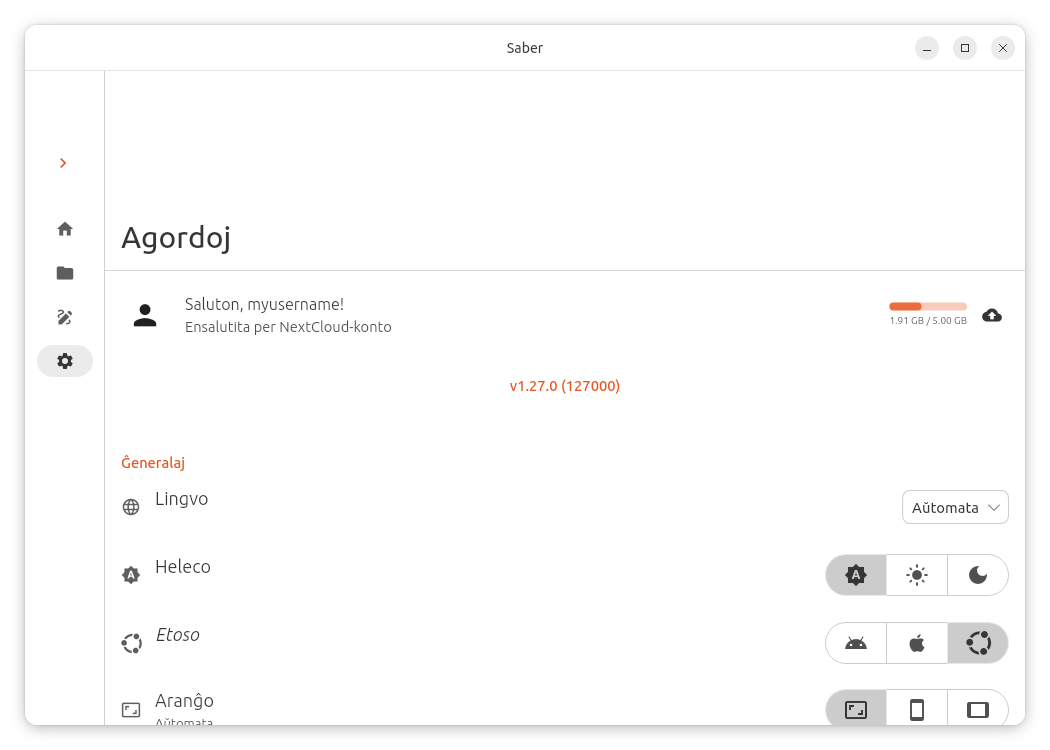 Saber
Agordoj
Saluton, myusername!
Ensalutita per NextCloud-konto
1.91 GB / 5.00 GB
v1.27.0 (127000)
Ĝeneralaj
Lingvo
Aŭtomata
Heleco
Etoso
Aranĝo
Aŭtomata